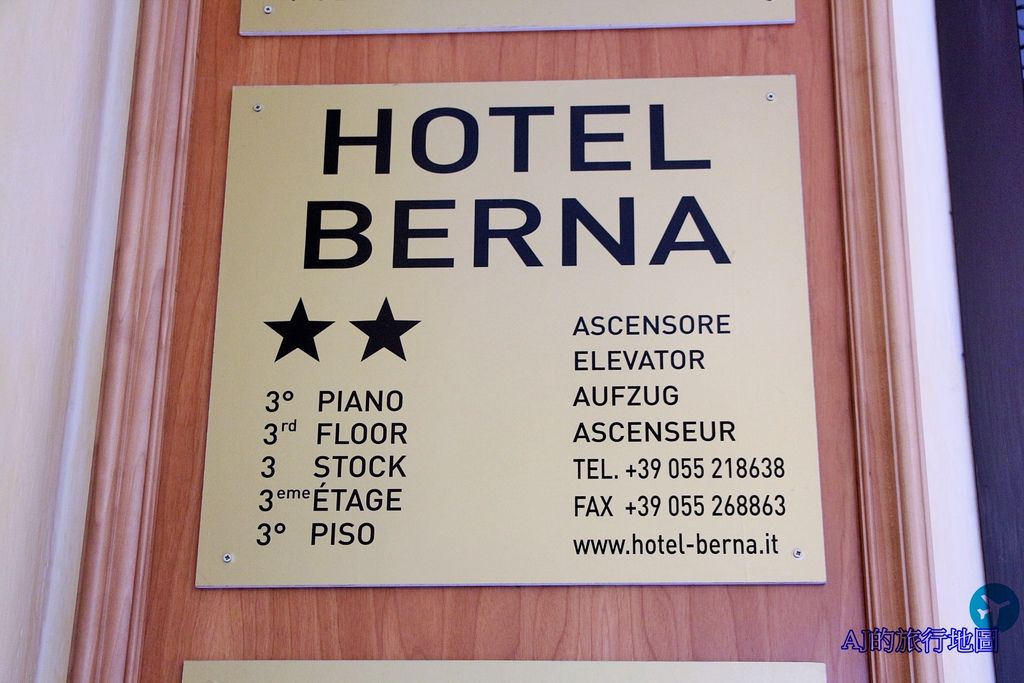 HOTEL
BERNA
★★
3° PIANO
3rd FLOOR
3 STOCK
3eme ÉTAGE
3° PISO
ASCENSORE
ELEVATOR
AUFZUG
ASCENSEUR
TEL. +39 055 218638
FAX +39 055 268863
www.hotel-berna.it
AJ的旅行地圖